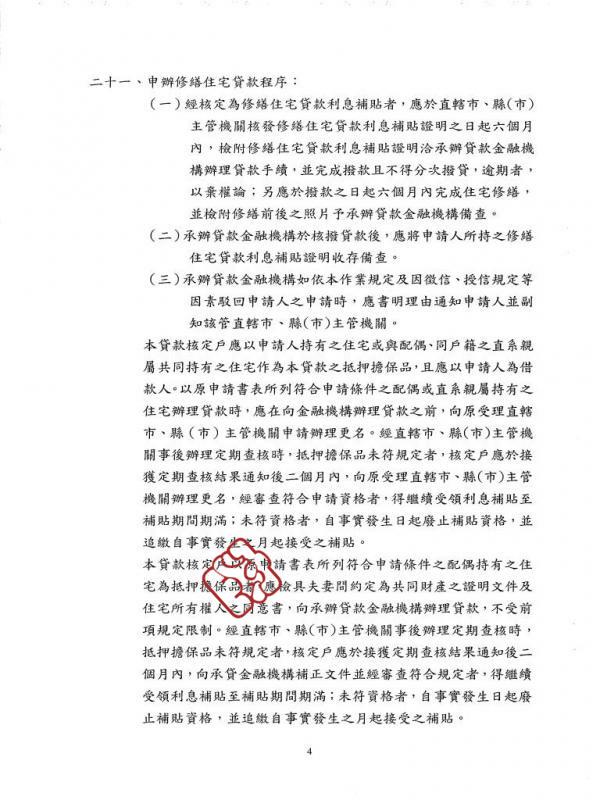 二十一、申辦修繕住宅貸款程序：
(一)經核定為修繕住宅貸款利息補貼者，應於直轄市、縣(市)
主管機關核發修繕住宅貸款利息補貼證明之日起六個月
內，檢附修繕住宅貸款利息補貼證明洽承辦貸款金融機
構辦理貸款手續，並完成撥款且不得分次撥貸，逾期者，
以棄權論；另應於撥款之日起六個月內完成住宅修繕，
並檢附修繕前後之照片予承辦貸款金融機構備查。
(二)承辦貸款金融機構於核撥貸款後，應將申請人所持之修繕
住宅貸款利息補貼證明收存備查。
(三)承辦貸款金融機構如依本作業規定及因徵信、授信規定等
因素駁回申請人之申請時，應書明理由通知申請人並副
知該管直轄市、縣(市)主管機關。
本貸款核定戶應以申請人持有之住宅或與配偶、同戶籍之直系親
屬共同持有之住宅作為本貸款之抵押擔保品，且應以申請人為借
款人。以原申請書表所列符合申請條件之配偶或直系親屬持有之
住宅辦理貸款時，應在向金融機構辦理貸款之前，向原受理直轄
市、縣（市）主管機關申請辦理更名。經直轄市、縣(市)主管機
關事後辦理定期查核時，抵押擔保品未符規定者，核定戶應於接
獲定期查核結果通知後二個月內，向原受理直轄市、縣(市)主管
機關辦理更名，經審查符合申請資格者，得繼續受領利息補貼至
補貼期間期滿；未符資格者，自事實發生日起廢止補貼資格，並
追繳自事實發生之月起接受之補貼。
本貸款核定戶以原申請書表所列符合申請條件之配偶持有之住
宅為抵押擔保品者，應檢具夫妻間約定為共同財產之證明文件及
住宅所有權人之同意書，向承辦貸款金融機構辦理貸款，不受前
項規定限制。經直轄市、縣(市)主管機關事後辦理定期查核時，
抵押擔保品未符規定者，核定戶應於接獲定期查核結果通知後二
個月內，向承貸金融機構補正文件並經審查符合規定者，得繼續
受領利息補貼至補貼期間期滿；未符資格者，自事實發生日起廢
止補貼資格，並追繳自事實發生之月起接受之補貼。
4